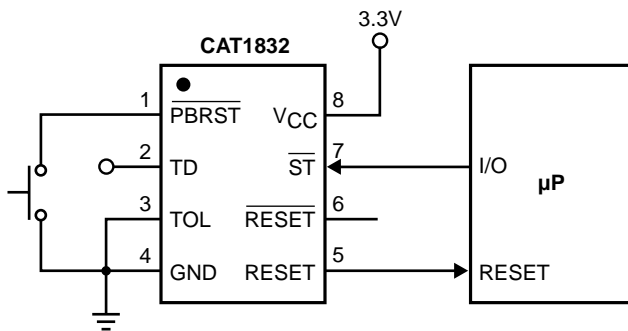 3.3V
CAT1832
1 PBRST VCC 8
2 TD ST 7 I/O
µP
3 TOL RESET 6
4 GND RESET 5 RESET